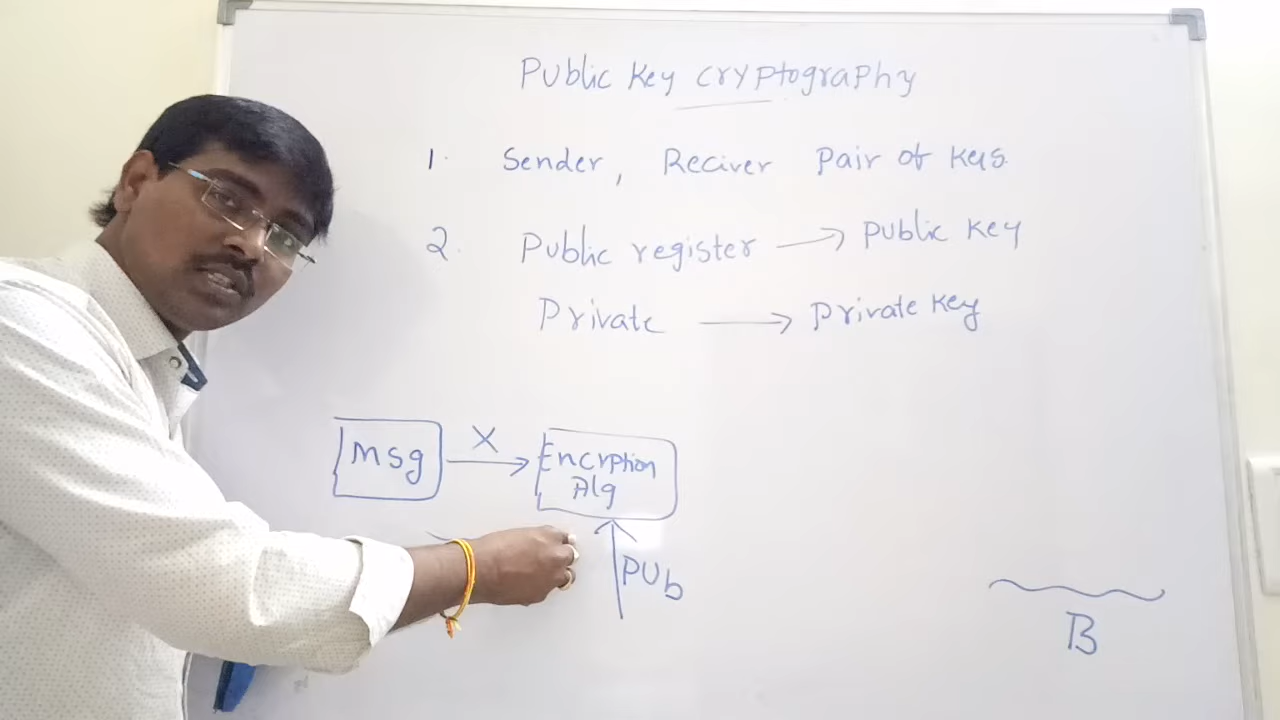 Public Key Cryptography
1. Sender, Reciver Pair of Keys
2. Public register → Public Key
Private → Private Key
Msg X → Encrption Alg
PUb
B